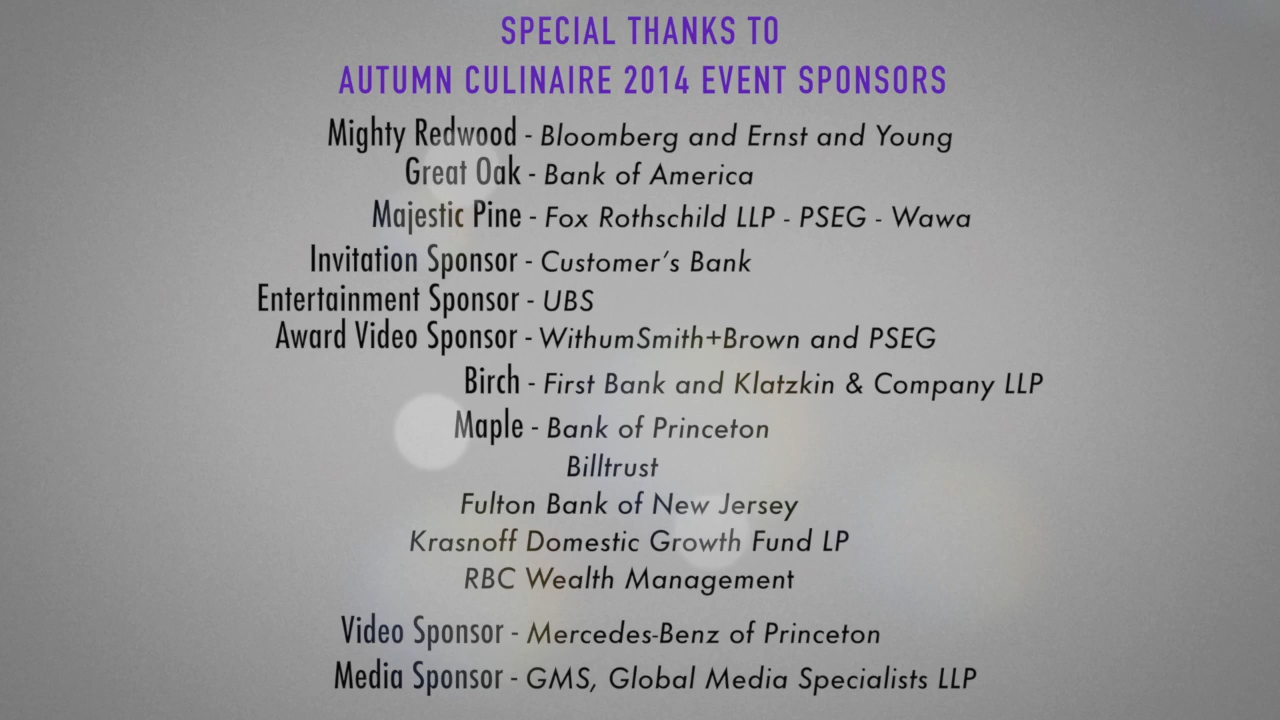 SPECIAL THANKS TO
AUTUMN CULINAIRE 2014 EVENT SPONSORS
Mighty Redwood - Bloomberg and Ernst and Young
Great Oak - Bank of America
Majestic Pine - Fox Rothschild LLP - PSEG - Wawa
Invitation Sponsor - Customer's Bank
Entertainment Sponsor - UBS
Award Video Sponsor - WithumSmith+Brown and PSEG
Birch - First Bank and Klatzkin & Company LLP
Maple - Bank of Princeton
Billtrust
Fulton Bank of New Jersey
Krasnoff Domestic Growth Fund LP
RBC Wealth Management
Video Sponsor - Mercedes-Benz of Princeton
Media Sponsor - GMS, Global Media Specialists LLP